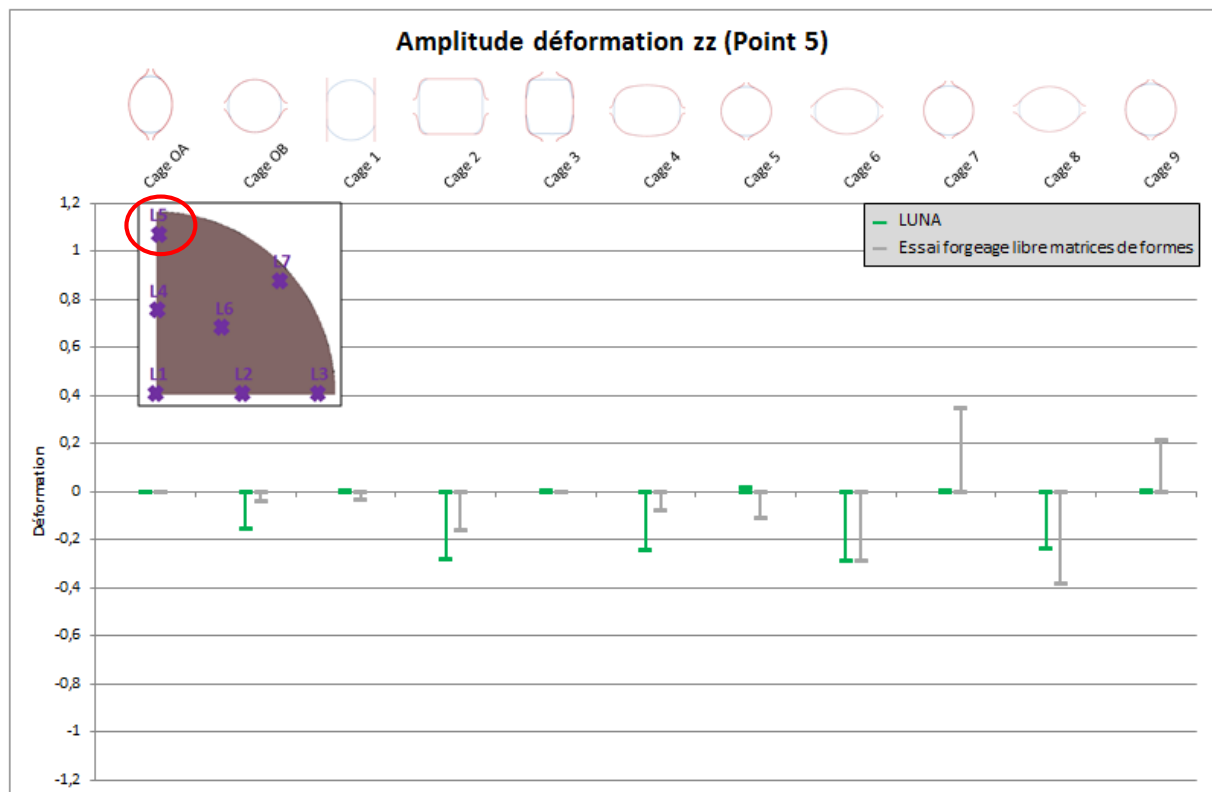 Amplitude déformation zz (Point 5)
Cage OA
Cage OB
Cage 1
Cage 2
Cage 3
Cage 4
Cage 5
Cage 6
Cage 7
Cage 8
Cage 9
LUNA
Essai forgeage libre matrices de formes
L5
L7
L4
L6
L1
L2
L3
Déformation
1,2
1
0,8
0,6
0,4
0,2
0
-0,2
-0,4
-0,6
-0,8
-1
-1,2